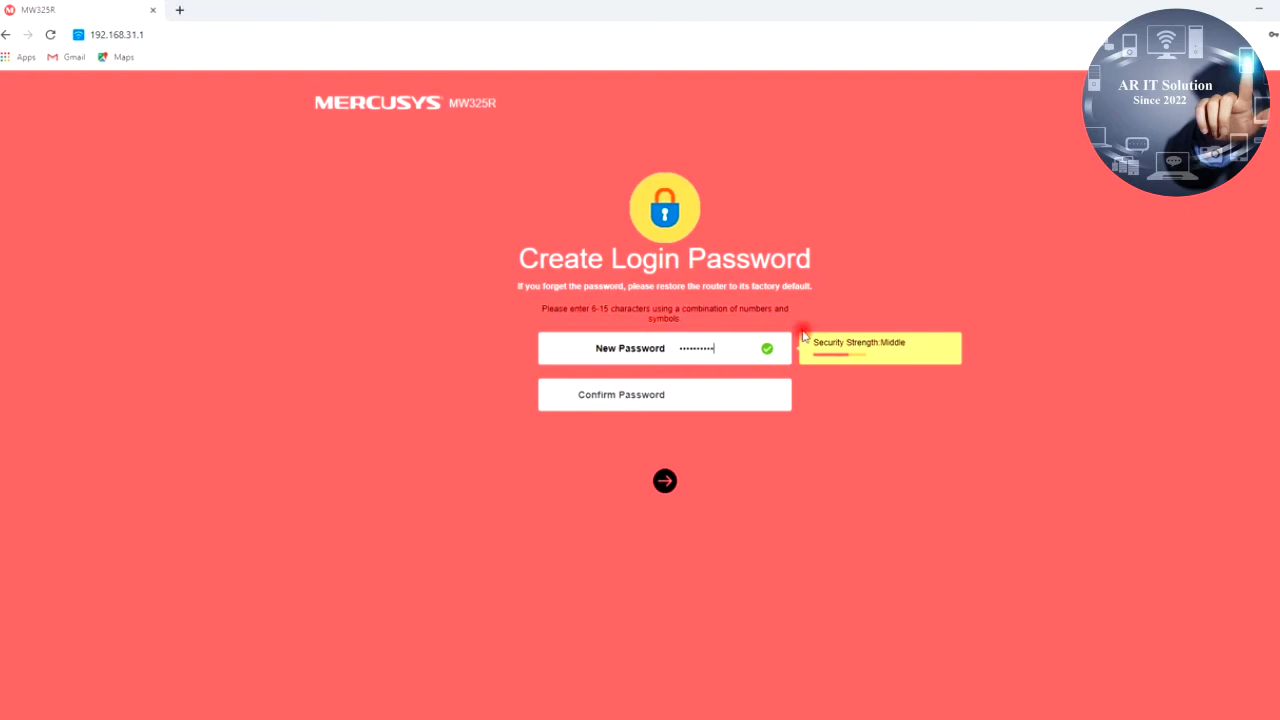 MW325R
192.168.31.1
Apps Gmail Maps
AR IT Solution
Since 2022
MERCUSYS MW325R
Create Login Password
If you forget the password, please restore the router to its factory default.
Please enter 6-15 characters using a combination of numbers and
symbols.
New Password ••••••••••
Security Strength:Middle
Confirm Password